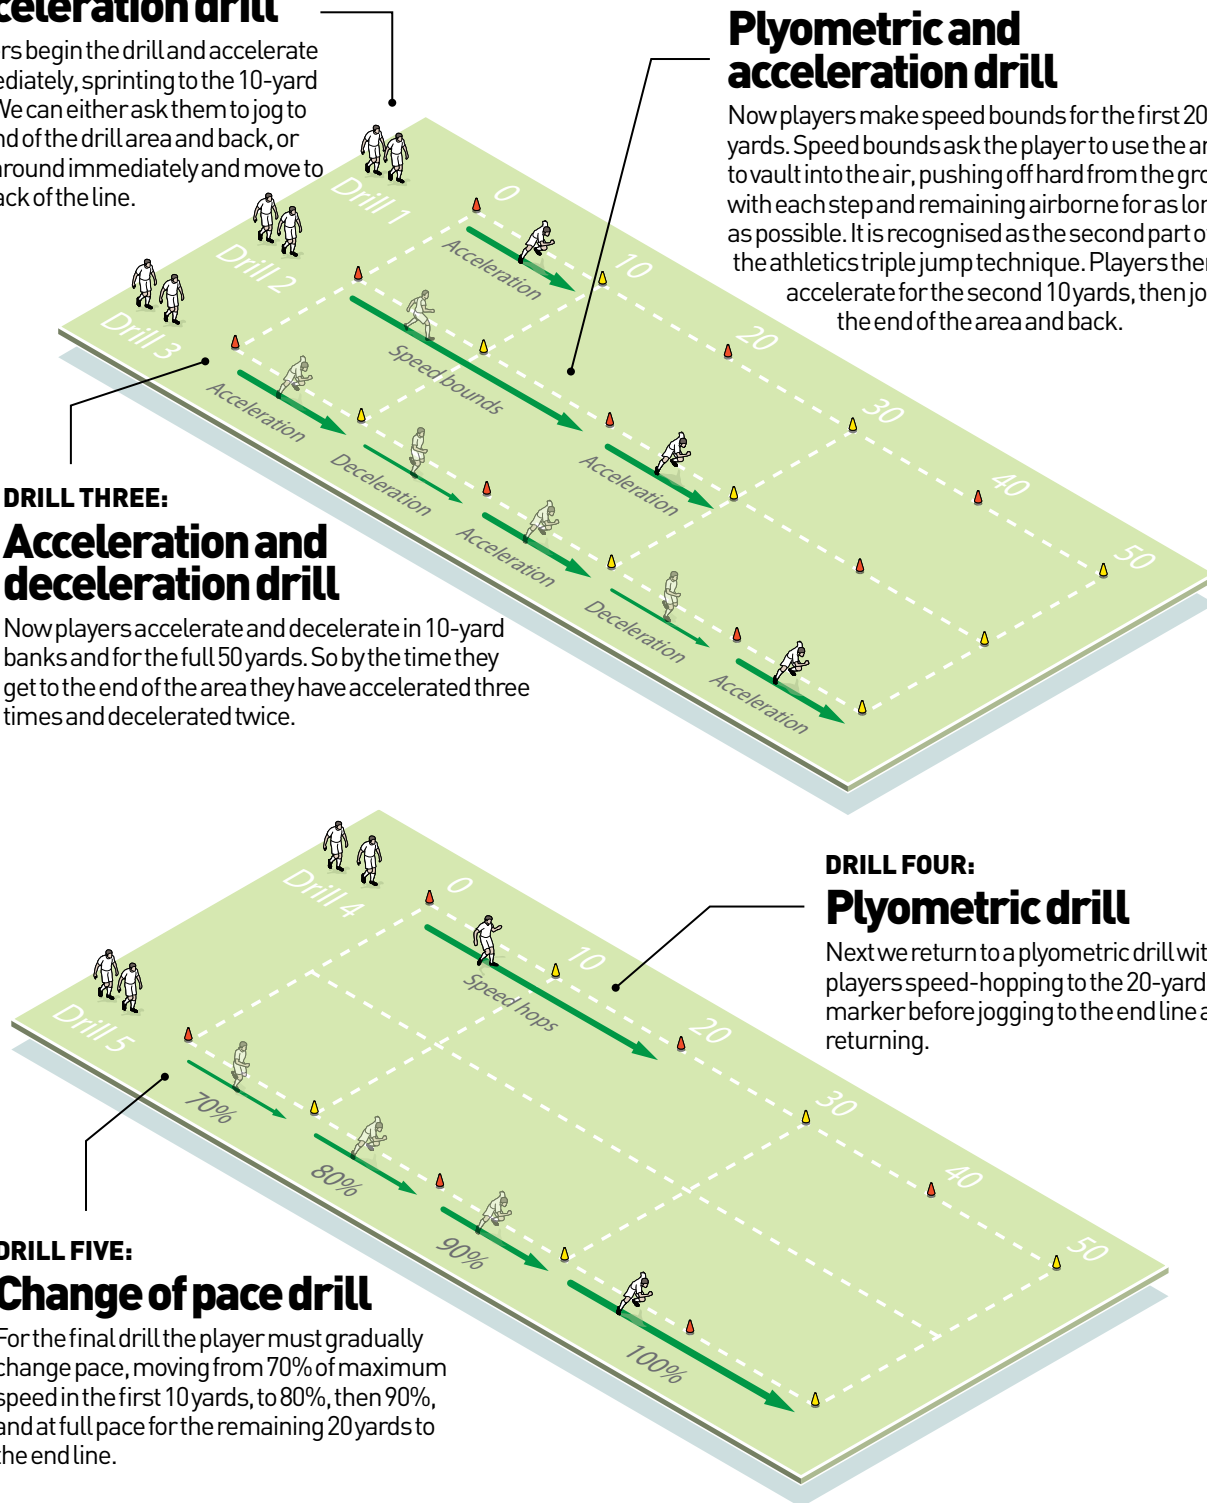 celeration drill
rs begin the drill and accelerate
ediately, sprinting to the 10-yard
We can either ask them to jog to
nd of the drill area and back, or
around immediately and move to
ack of the line.
Plyometric and
acceleration drill
Now players make speed bounds for the first 20
yards. Speed bounds ask the player to use the ar
to vault into the air, pushing off hard from the gro
with each step and remaining airborne for as lon
as possible. It is recognised as the second part o
the athletics triple jump technique. Players then
accelerate for the second 10 yards, then jo
the end of the area and back.
Drill 1
Drill 2
Drill 3
0
10
20
30
40
50
Acceleration
Speed bounds
Acceleration
Acceleration
Deceleration
Acceleration
Deceleration
Acceleration
DRILL THREE:
Acceleration and
deceleration drill
Now players accelerate and decelerate in 10-yard
banks and for the full 50 yards. So by the time they
get to the end of the area they have accelerated three
times and decelerated twice.
Drill 4
Drill 5
0
10
20
30
40
50
Speed hops
70%
80%
90%
100%
DRILL FOUR:
Plyometric drill
Next we return to a plyometric drill wit
players speed-hopping to the 20-yard
marker before jogging to the end line a
returning.
DRILL FIVE:
Change of pace drill
For the final drill the player must gradually
change pace, moving from 70% of maximum
speed in the first 10 yards, to 80%, then 90%,
and at full pace for the remaining 20 yards to
the end line.